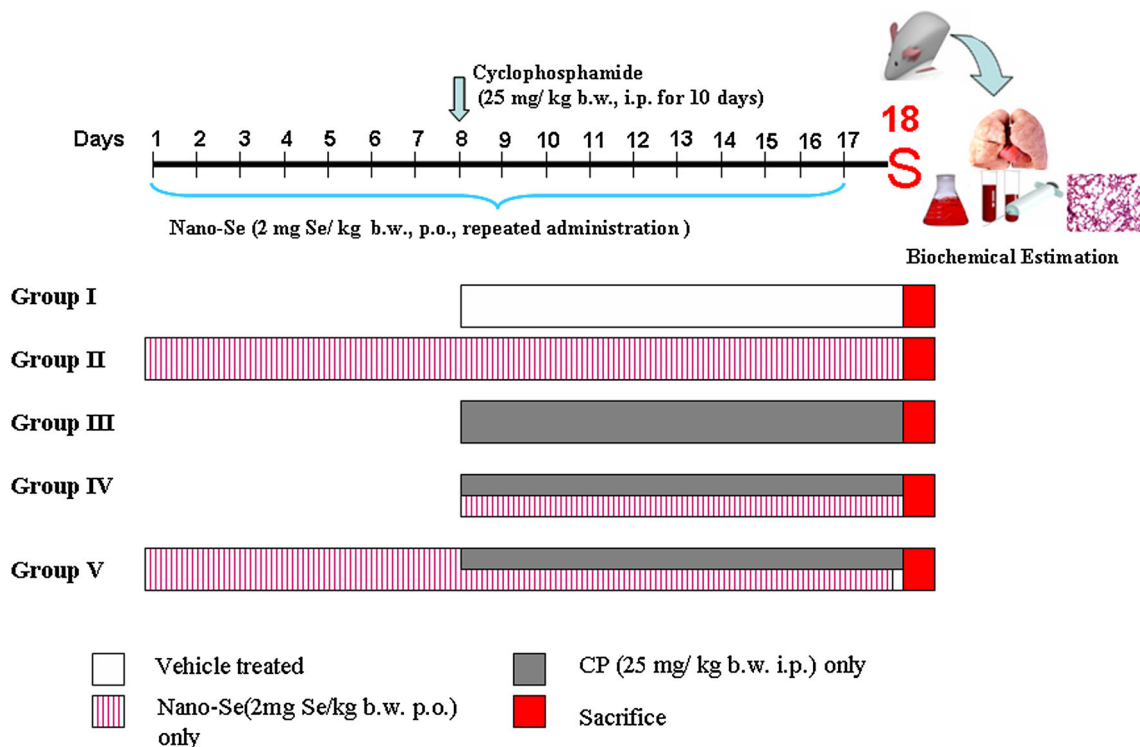 Cyclophosphamide
(25 mg/ kg b.w., i.p. for 10 days)
Days 1 2 3 4 5 6 7 8 9 10 11 12 13 14 15 16 17 18
S
Nano-Se (2 mg Se/ kg b.w., p.o., repeated administration )
Biochemical Estimation
Group I
Group II
Group III
Group IV
Group V
Vehicle treated
CP (25 mg/ kg b.w. i.p.) only
Nano-Se(2mg Se/kg b.w. p.o.)
only
Sacrifice